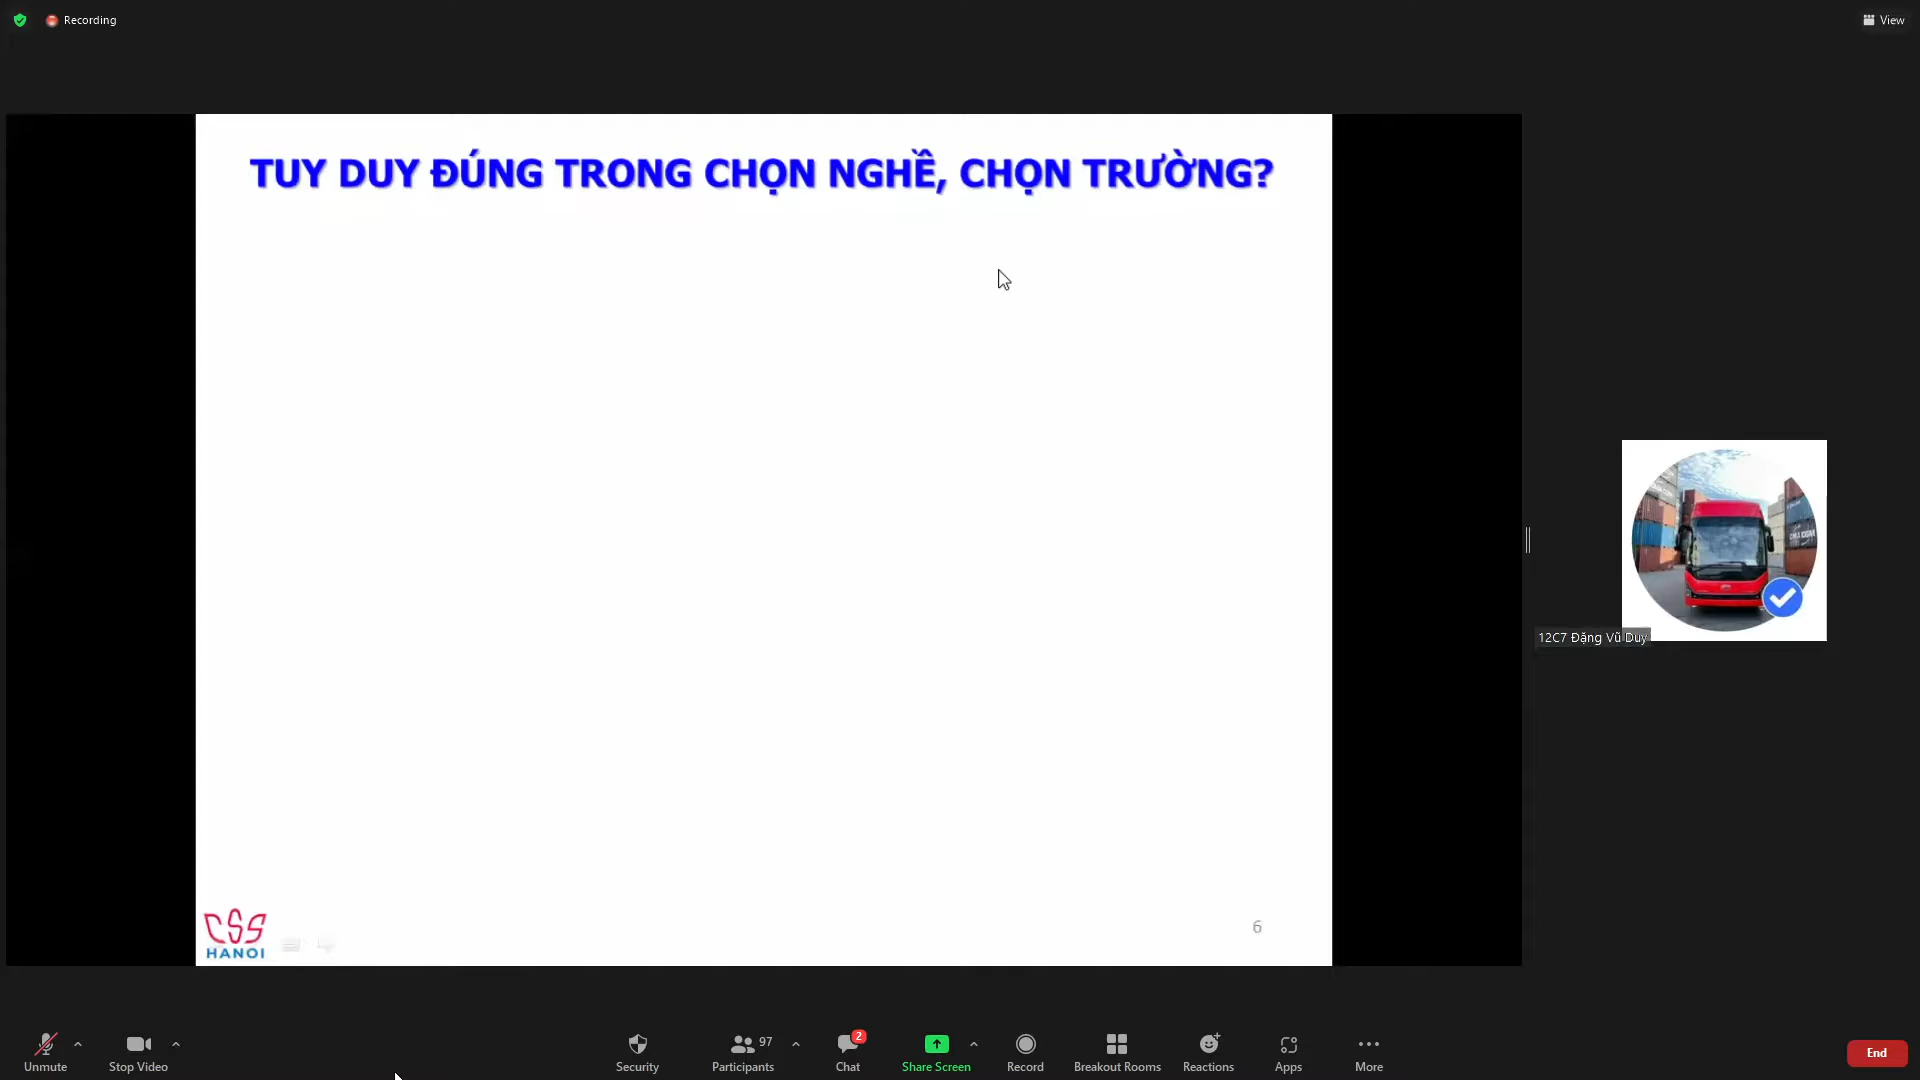 Recording
View
TUY DUY ĐÚNG TRONG CHỌN NGHỀ, CHỌN TRƯỜNG?
12C7 Đặng Vũ Duy
CSS
HANOI
6
97
2
Unmute
Stop Video
Security
Participants
Chat
Share Screen
Record
Breakout Rooms
Reactions
Apps
More
End